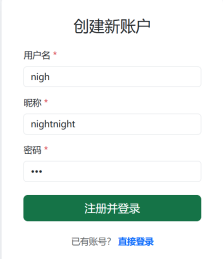 创建新账户
用户名 *
nigh
昵称 *
nightnight
密码 *
•••
注册并登录
已有账号？ 直接登录